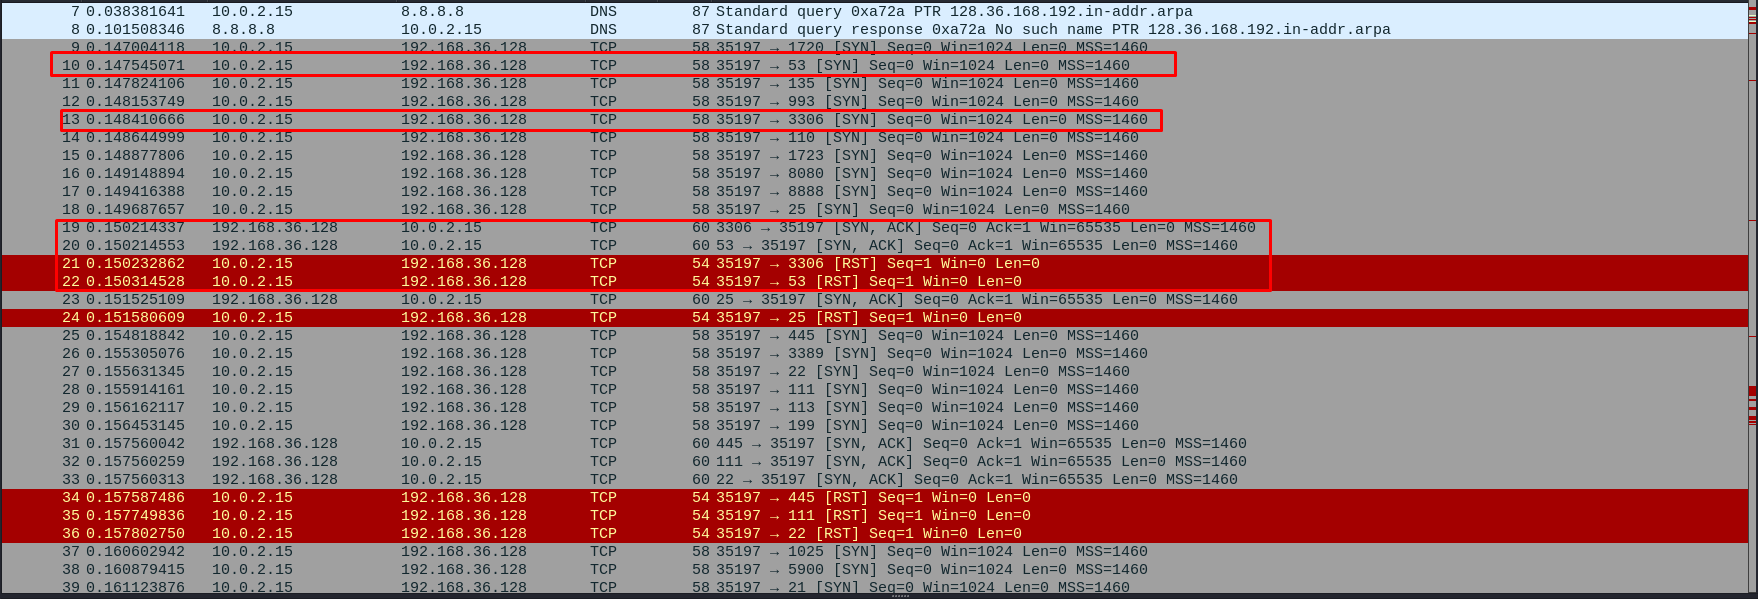 7 0.038381641 10.0.2.15 8.8.8.8 DNS 87 Standard query 0xa72a PTR 128.36.168.192.in-addr.arpa
8 0.101508346 8.8.8.8 10.0.2.15 DNS 87 Standard query response 0xa72a No such name PTR 128.36.168.192.in-addr.arpa
9 0.147004118 10.0.2.15 192.168.36.128 TCP 58 35197 → 1720 [SYN] Seq=0 Win=1024 Len=0 MSS=1460
10 0.147545071 10.0.2.15 192.168.36.128 TCP 58 35197 → 53 [SYN] Seq=0 Win=1024 Len=0 MSS=1460
11 0.147824106 10.0.2.15 192.168.36.128 TCP 58 35197 → 135 [SYN] Seq=0 Win=1024 Len=0 MSS=1460
12 0.148153749 10.0.2.15 192.168.36.128 TCP 58 35197 → 993 [SYN] Seq=0 Win=1024 Len=0 MSS=1460
13 0.148410666 10.0.2.15 192.168.36.128 TCP 58 35197 → 3306 [SYN] Seq=0 Win=1024 Len=0 MSS=1460
14 0.148644999 10.0.2.15 192.168.36.128 TCP 58 35197 → 110 [SYN] Seq=0 Win=1024 Len=0 MSS=1460
15 0.148877806 10.0.2.15 192.168.36.128 TCP 58 35197 → 1723 [SYN] Seq=0 Win=1024 Len=0 MSS=1460
16 0.149148894 10.0.2.15 192.168.36.128 TCP 58 35197 → 8080 [SYN] Seq=0 Win=1024 Len=0 MSS=1460
17 0.149416388 10.0.2.15 192.168.36.128 TCP 58 35197 → 8888 [SYN] Seq=0 Win=1024 Len=0 MSS=1460
18 0.149687657 10.0.2.15 192.168.36.128 TCP 58 35197 → 25 [SYN] Seq=0 Win=1024 Len=0 MSS=1460
19 0.150214337 192.168.36.128 10.0.2.15 TCP 60 3306 → 35197 [SYN, ACK] Seq=0 Ack=1 Win=65535 Len=0 MSS=1460
20 0.150214553 192.168.36.128 10.0.2.15 TCP 60 53 → 35197 [SYN, ACK] Seq=0 Ack=1 Win=65535 Len=0 MSS=1460
21 0.150232862 10.0.2.15 192.168.36.128 TCP 54 35197 → 3306 [RST] Seq=1 Win=0 Len=0
22 0.150314528 10.0.2.15 192.168.36.128 TCP 54 35197 → 53 [RST] Seq=1 Win=0 Len=0
23 0.151525109 192.168.36.128 10.0.2.15 TCP 60 25 → 35197 [SYN, ACK] Seq=0 Ack=1 Win=65535 Len=0 MSS=1460
24 0.151580609 10.0.2.15 192.168.36.128 TCP 54 35197 → 25 [RST] Seq=1 Win=0 Len=0
25 0.154818842 10.0.2.15 192.168.36.128 TCP 58 35197 → 445 [SYN] Seq=0 Win=1024 Len=0 MSS=1460
26 0.155305076 10.0.2.15 192.168.36.128 TCP 58 35197 → 3389 [SYN] Seq=0 Win=1024 Len=0 MSS=1460
27 0.155631345 10.0.2.15 192.168.36.128 TCP 58 35197 → 22 [SYN] Seq=0 Win=1024 Len=0 MSS=1460
28 0.155914161 10.0.2.15 192.168.36.128 TCP 58 35197 → 111 [SYN] Seq=0 Win=1024 Len=0 MSS=1460
29 0.156162117 10.0.2.15 192.168.36.128 TCP 58 35197 → 113 [SYN] Seq=0 Win=1024 Len=0 MSS=1460
30 0.156453145 10.0.2.15 192.168.36.128 TCP 58 35197 → 199 [SYN] Seq=0 Win=1024 Len=0 MSS=1460
31 0.157560042 192.168.36.128 10.0.2.15 TCP 60 445 → 35197 [SYN, ACK] Seq=0 Ack=1 Win=65535 Len=0 MSS=1460
32 0.157560259 192.168.36.128 10.0.2.15 TCP 60 111 → 35197 [SYN, ACK] Seq=0 Ack=1 Win=65535 Len=0 MSS=1460
33 0.157560313 192.168.36.128 10.0.2.15 TCP 60 22 → 35197 [SYN, ACK] Seq=0 Ack=1 Win=65535 Len=0 MSS=1460
34 0.157587486 10.0.2.15 192.168.36.128 TCP 54 35197 → 445 [RST] Seq=1 Win=0 Len=0
35 0.157749836 10.0.2.15 192.168.36.128 TCP 54 35197 → 111 [RST] Seq=1 Win=0 Len=0
36 0.157802750 10.0.2.15 192.168.36.128 TCP 54 35197 → 22 [RST] Seq=1 Win=0 Len=0
37 0.160602942 10.0.2.15 192.168.36.128 TCP 58 35197 → 1025 [SYN] Seq=0 Win=1024 Len=0 MSS=1460
38 0.160879415 10.0.2.15 192.168.36.128 TCP 58 35197 → 5900 [SYN] Seq=0 Win=1024 Len=0 MSS=1460
39 0.161123876 10.0.2.15 192.168.36.128 TCP 58 35197 → 21 [SYN] Seq=0 Win=1024 Len=0 MSS=1460